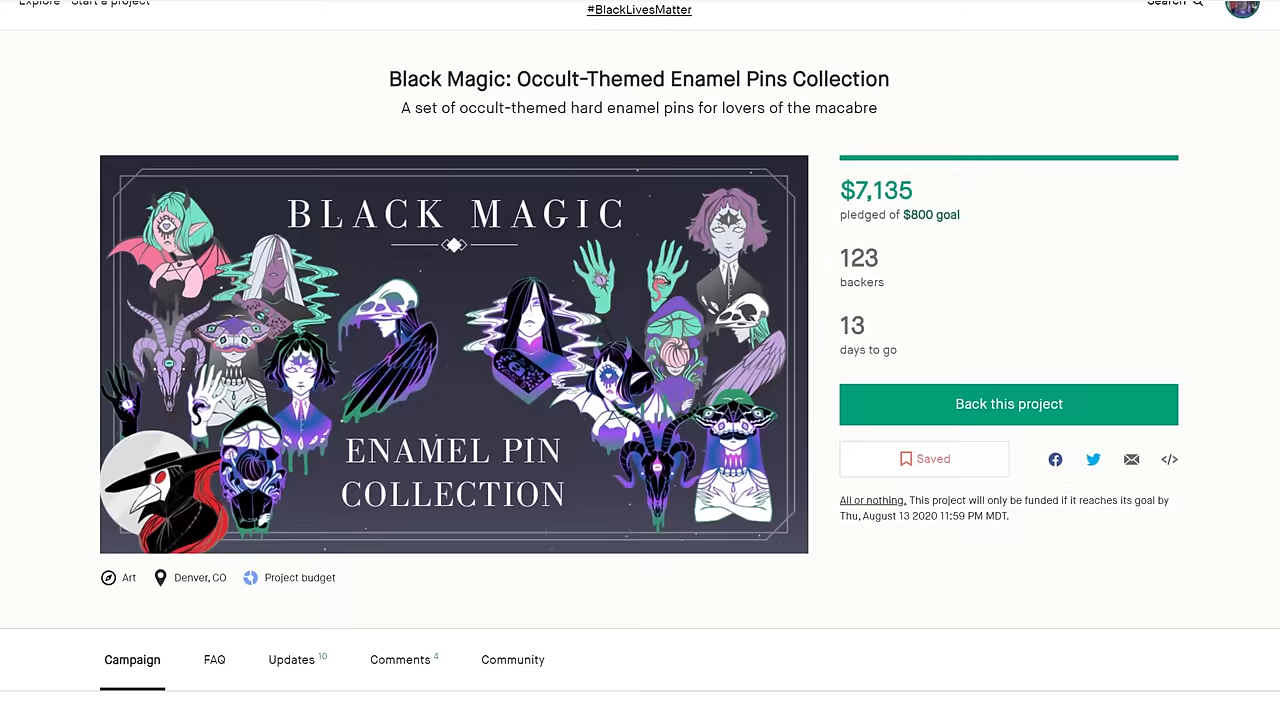 Explore Start a project
#BlackLivesMatter
Search
Black Magic: Occult-Themed Enamel Pins Collection
A set of occult-themed hard enamel pins for lovers of the macabre
BLACK MAGIC
ENAMEL PIN
COLLECTION
$7,135
pledged of $800 goal
123
backers
13
days to go
Back this project
Saved
</>
All or nothing. This project will only be funded if it reaches its goal by
Thu, August 13 2020 11:59 PM MDT.
Art Denver, CO Project budget
Campaign FAQ Updates 10 Comments 4 Community